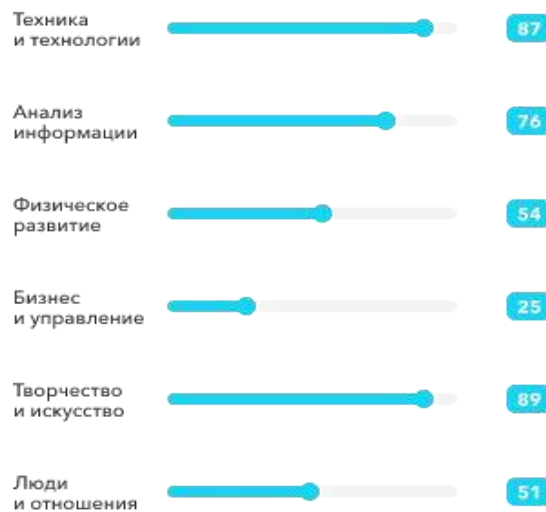 Техника
и технологии
87
Анализ
информации
76
Физическое
развитие
54
Бизнес
и управление
25
Творчество
и искусство
89
Люди
и отношения
51